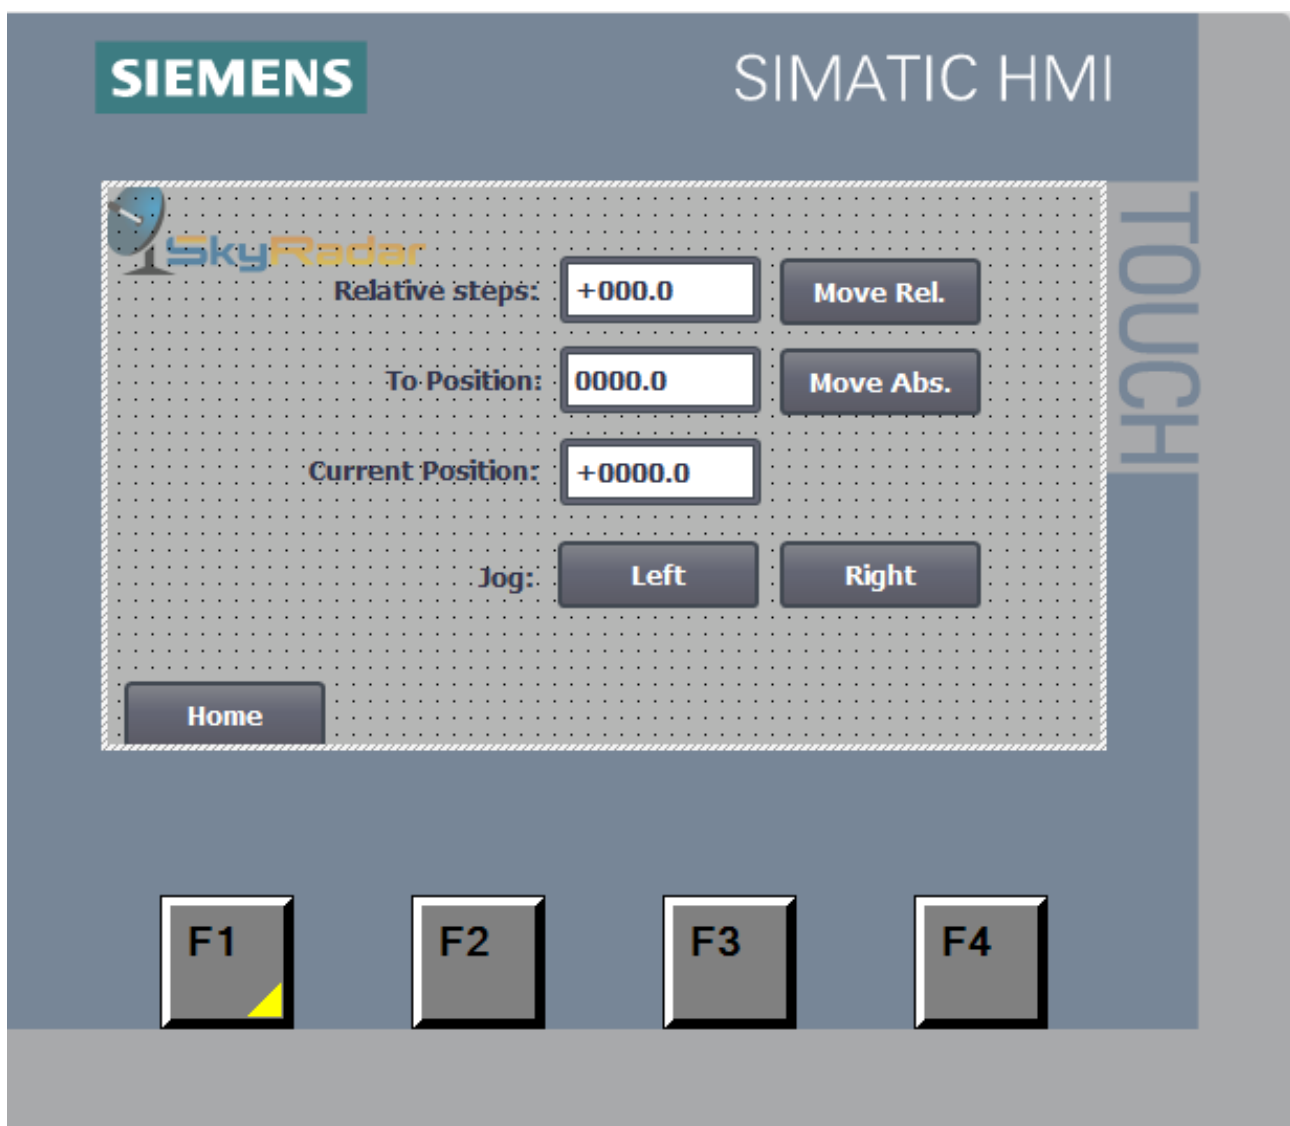 SIEMENS
SIMATIC HMI
TOUCH
SkyRadar
Relative steps: +000.0 Move Rel.
To Position: 0000.0 Move Abs.
Current Position: +0000.0
Jog: Left Right
Home
F1 F2 F3 F4